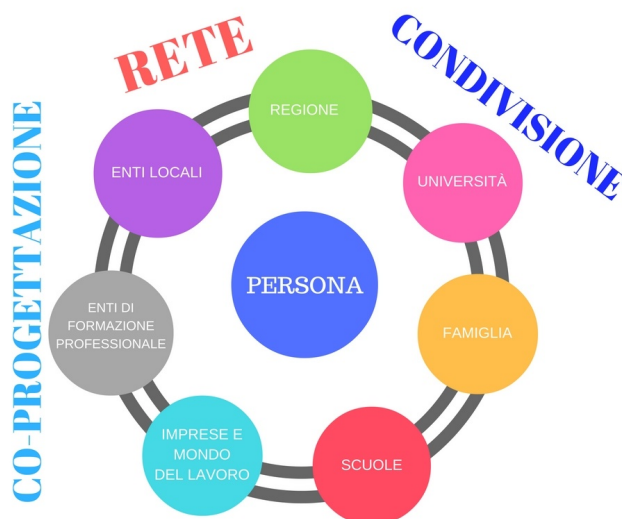 RETE
CONDIVISIONE
CO-PROGETTAZIONE
REGIONE
ENTI LOCALI
UNIVERSITÀ
PERSONA
ENTI DI
FORMAZIONE
PROFESSIONALE
FAMIGLIA
IMPRESE E
MONDO
DEL LAVORO
SCUOLE